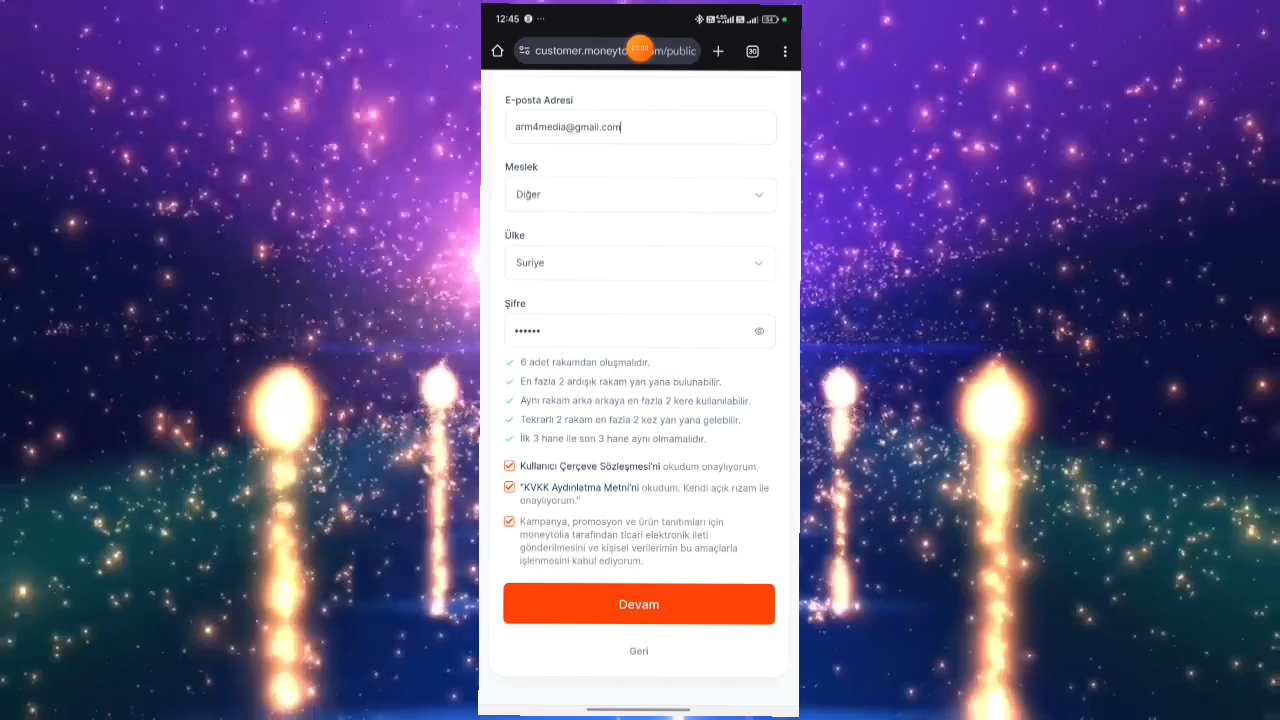 12:45
customer.moneyto m/public
03:00
30
E-posta Adresi
arm4media@gmail.com
Meslek
Diğer
Ülke
Suriye
Şifre
••••••
6 adet rakamdan oluşmalıdır.
En fazla 2 ardışık rakam yan yana bulunabilir.
Aynı rakam arka arkaya en fazla 2 kere kullanılabilir.
Tekrarlı 2 rakam en fazla 2 kez yan yana gelebilir.
İlk 3 hane ile son 3 hane aynı olmamalıdır.
Kullanıcı Çerçeve Sözleşmesi'ni okudum onaylıyorum.
"KVKK Aydınlatma Metni'ni okudum. Kendi açık rızam ile
onaylıyorum."
Kampanya, promosyon ve ürün tanıtımları için
moneytolia tarafından ticari elektronik ileti
gönderilmesini ve kişisel verilerimin bu amaçlarla
işlenmesini kabul ediyorum.
Devam
Geri